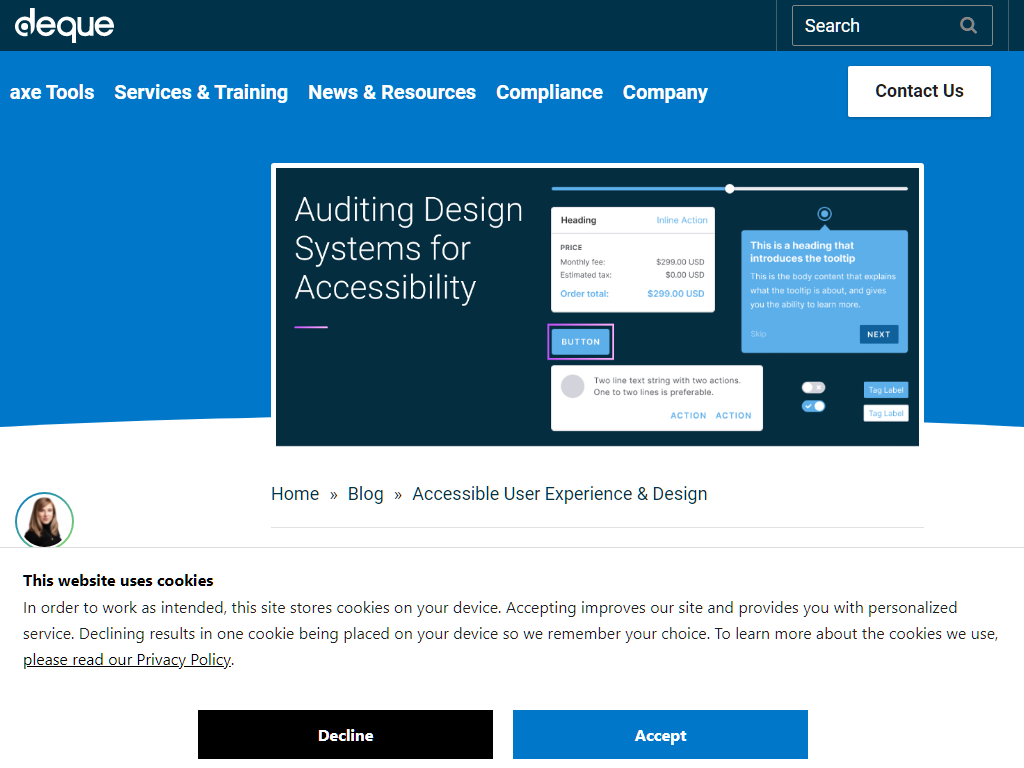 deque
Search
axe Tools Services & Training News & Resources Compliance Company
Contact Us
Auditing Design
Systems for
Accessibility
Heading Inline Action
PRICE
Monthly fee: $299.00 USD
Estimated tax: $0.00 USD
Order total: $299.00 USD
This is a heading that
introduces the tooltip
This is the body content that explains
what the tooltip is about, and gives
you the ability to learn more.
Skip NEXT
BUTTON
Two line text string with two actions.
One to two lines is preferable.
ACTION ACTION
Tag Label
Tag Label
Home » Blog » Accessible User Experience & Design
This website uses cookies
In order to work as intended, this site stores cookies on your device. Accepting improves our site and provides you with personalized
service. Declining results in one cookie being placed on your device so we remember your choice. To learn more about the cookies we use,
please read our Privacy Policy.
Decline Accept